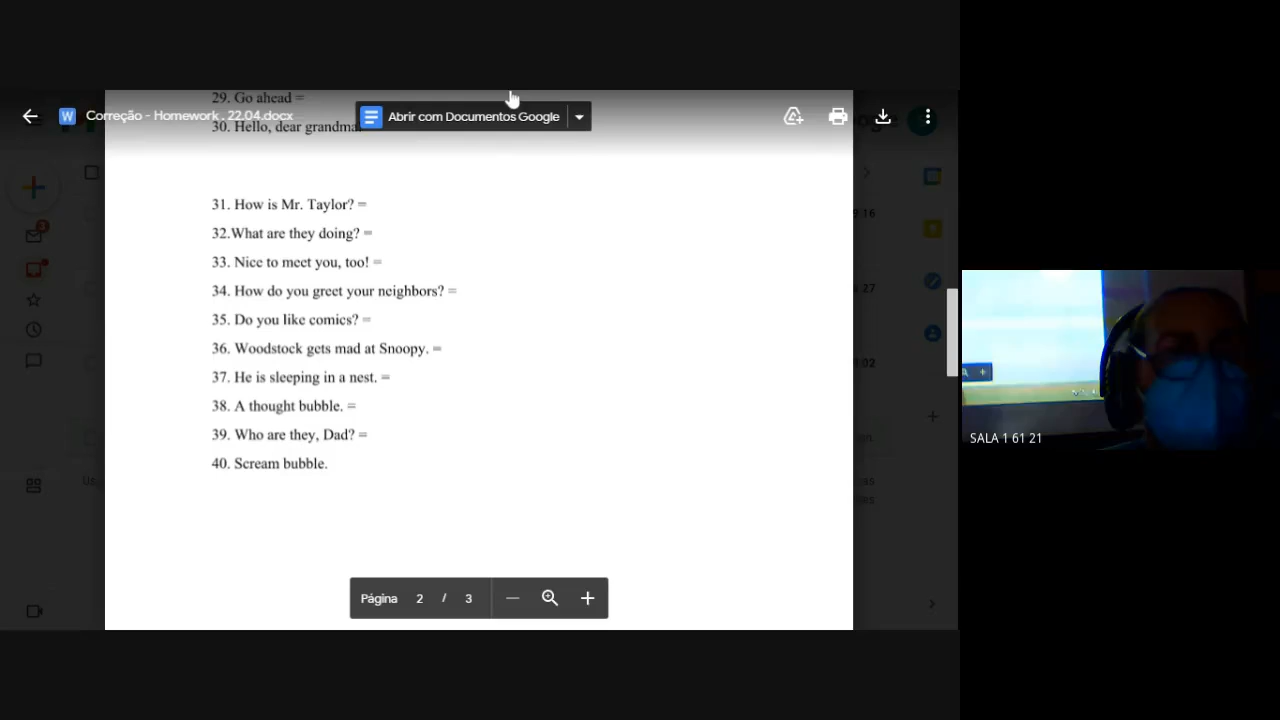 29. Go ahead =
Correção - Homework , 22.04.docx
Abrir com Documentos Google
30. Hello, dear grandma
31. How is Mr. Taylor? =
32.What are they doing? =
33. Nice to meet you, too! =
34. How do you greet your neighbors? =
35. Do you like comics? =
36. Woodstock gets mad at Snoopy. =
37. He is sleeping in a nest. =
38. A thought bubble. =
39. Who are they, Dad? =
40. Scream bubble.
Página 2 / 3
SALA 1 61 21